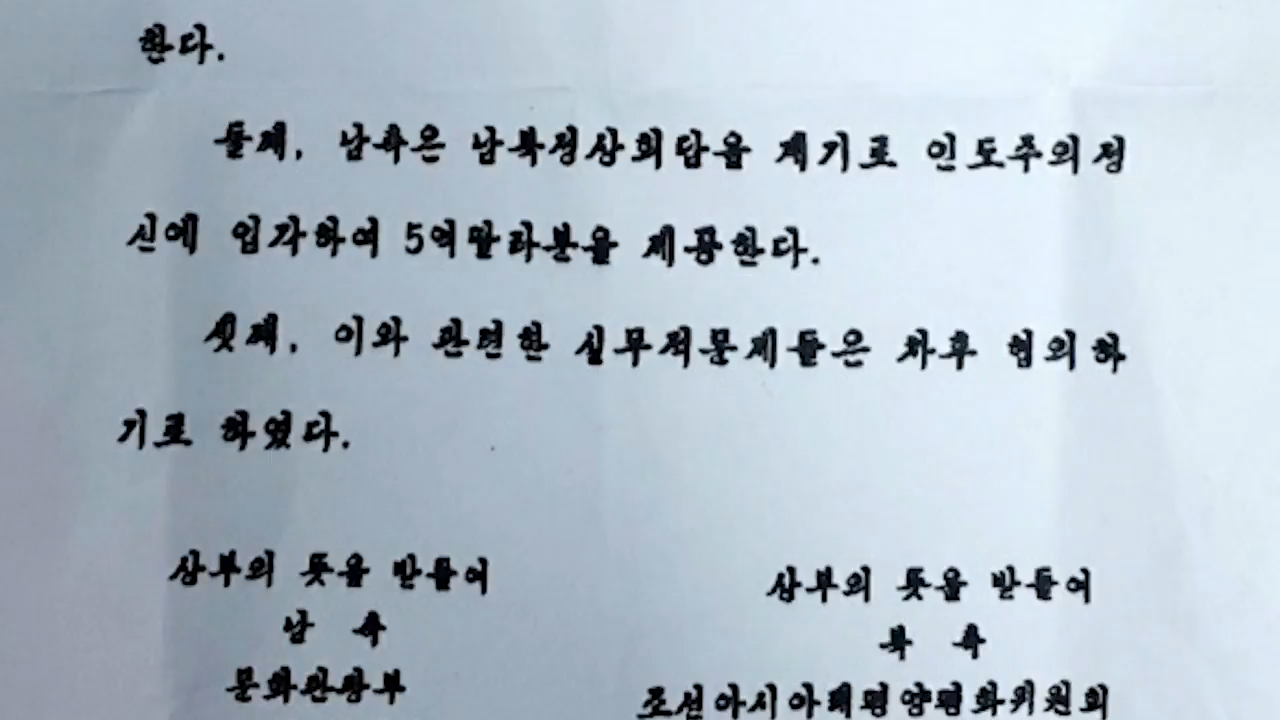 한다.
둘째, 남측은 남북정상회담을 계기로 인도주의정
신에 입각하여 5억딸라분을 제공한다.
셋째, 이와 관련한 실무적문제들은 차후 협의하
기로 하였다.
상부의 뜻을 받들어
상부의 뜻을 받들어
남 측
북 측
문화관광부
조선아시아태평양평화위원회